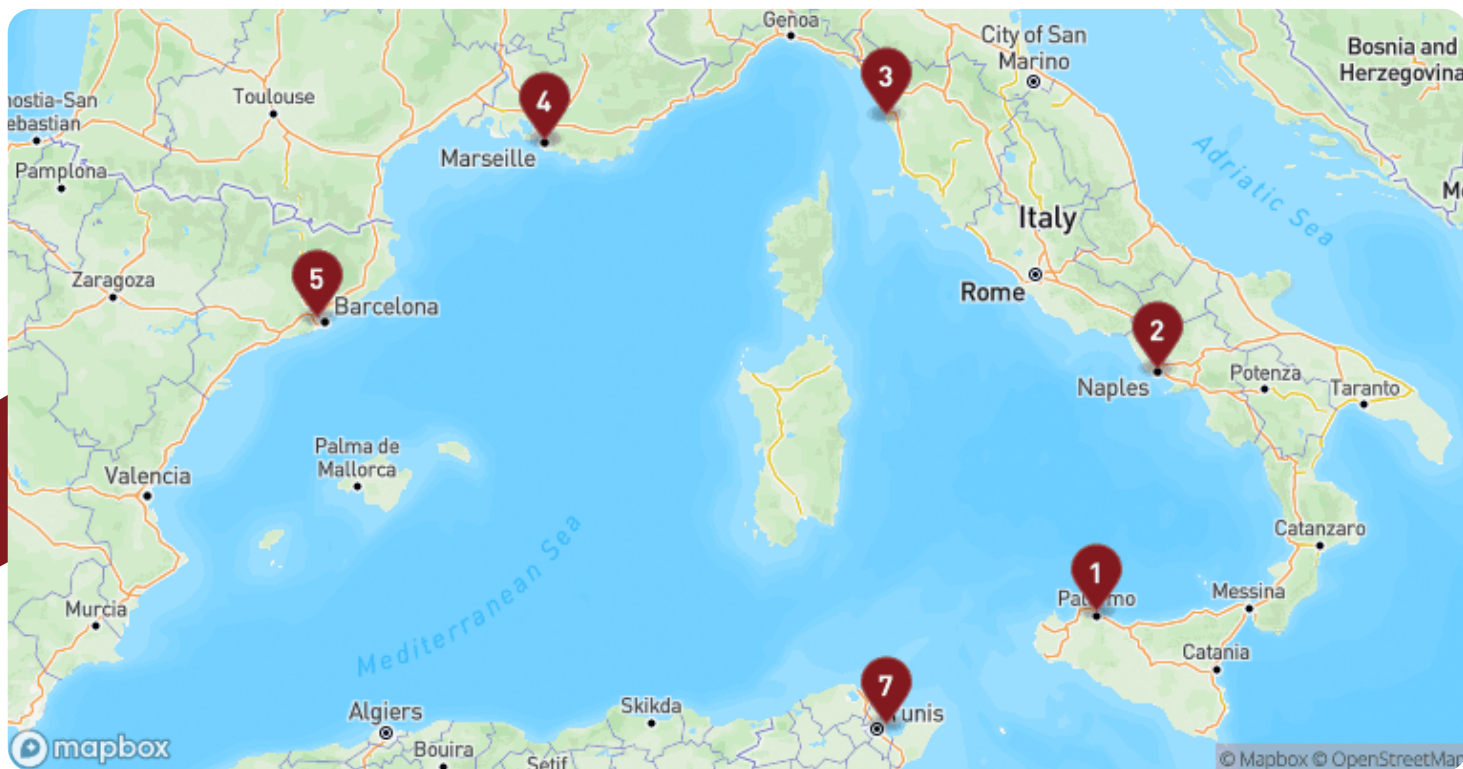 Genoa
City of San
Marino
Bosnia and
Herzegovina
3
Toulouse
4
nostia-San
ebastian
Marseille
Pamplona
Adriatic Sea
Italy
5
Zaragoza
Barcelona
Rome
2
Naples
Potenza
Taranto
Palma de
Mallorca
Valencia
Mediterranean Sea
Catanzaro
1
Messina
Murcia
Catania
7
Algiers
Skikda
unis
Bouira
Setif
mapbox
© Mapbox © OpenStreetMap